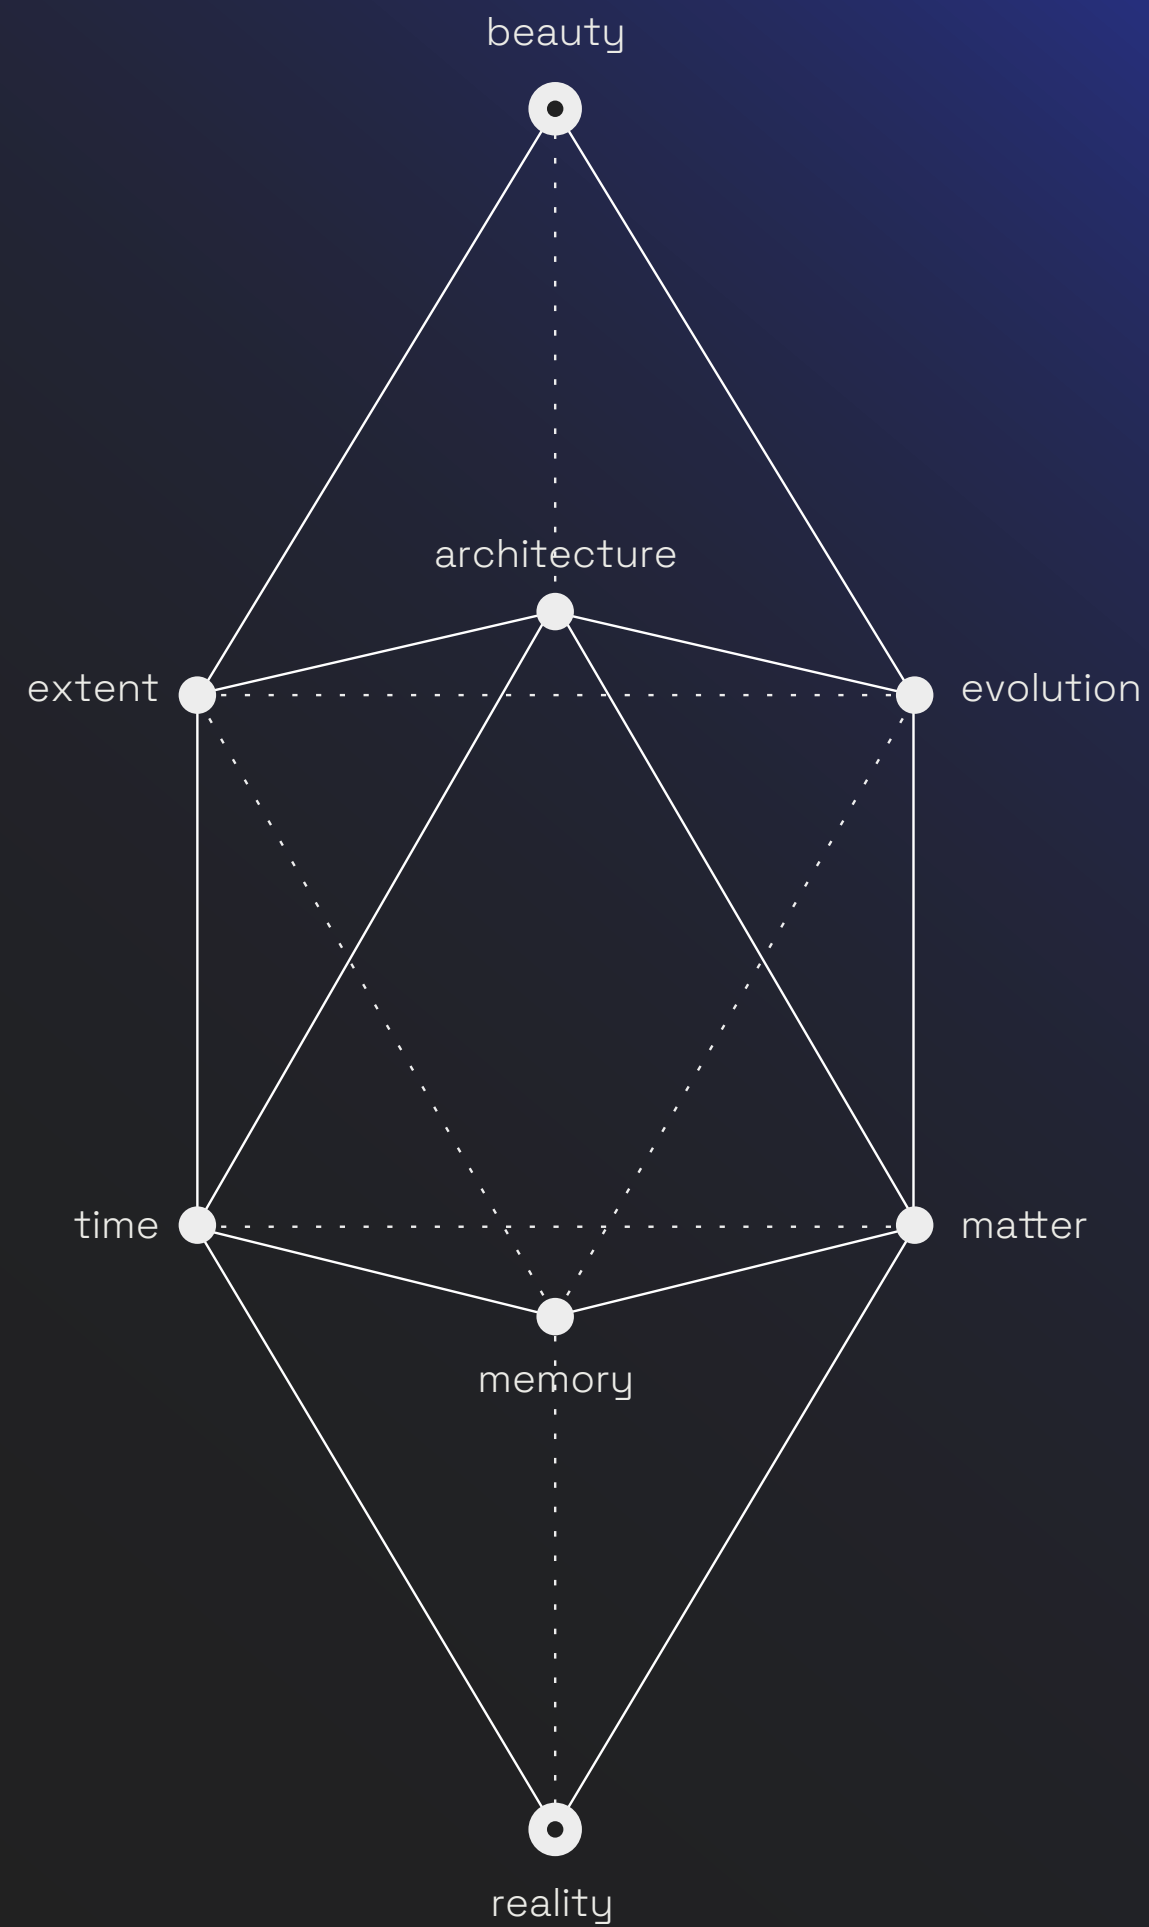 beauty
architecture
extent
evolution
time
matter
memory
reality